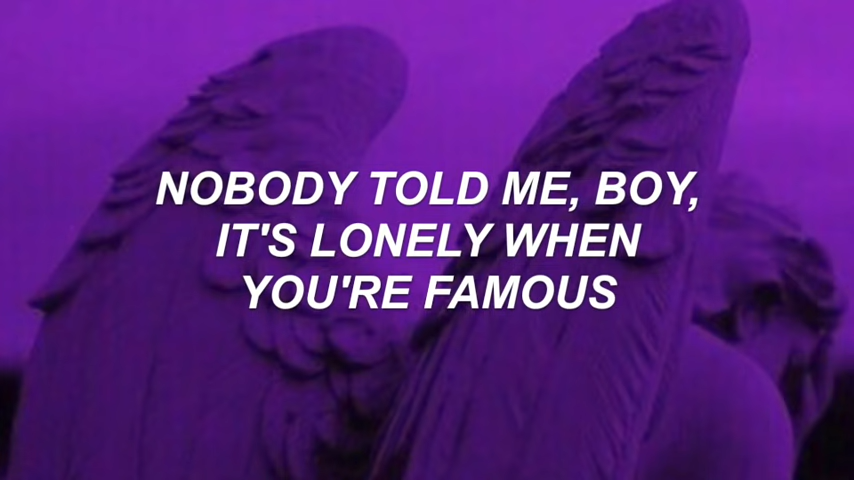 NOBODY TOLD ME, BOY,
IT'S LONELY WHEN
YOU'RE FAMOUS